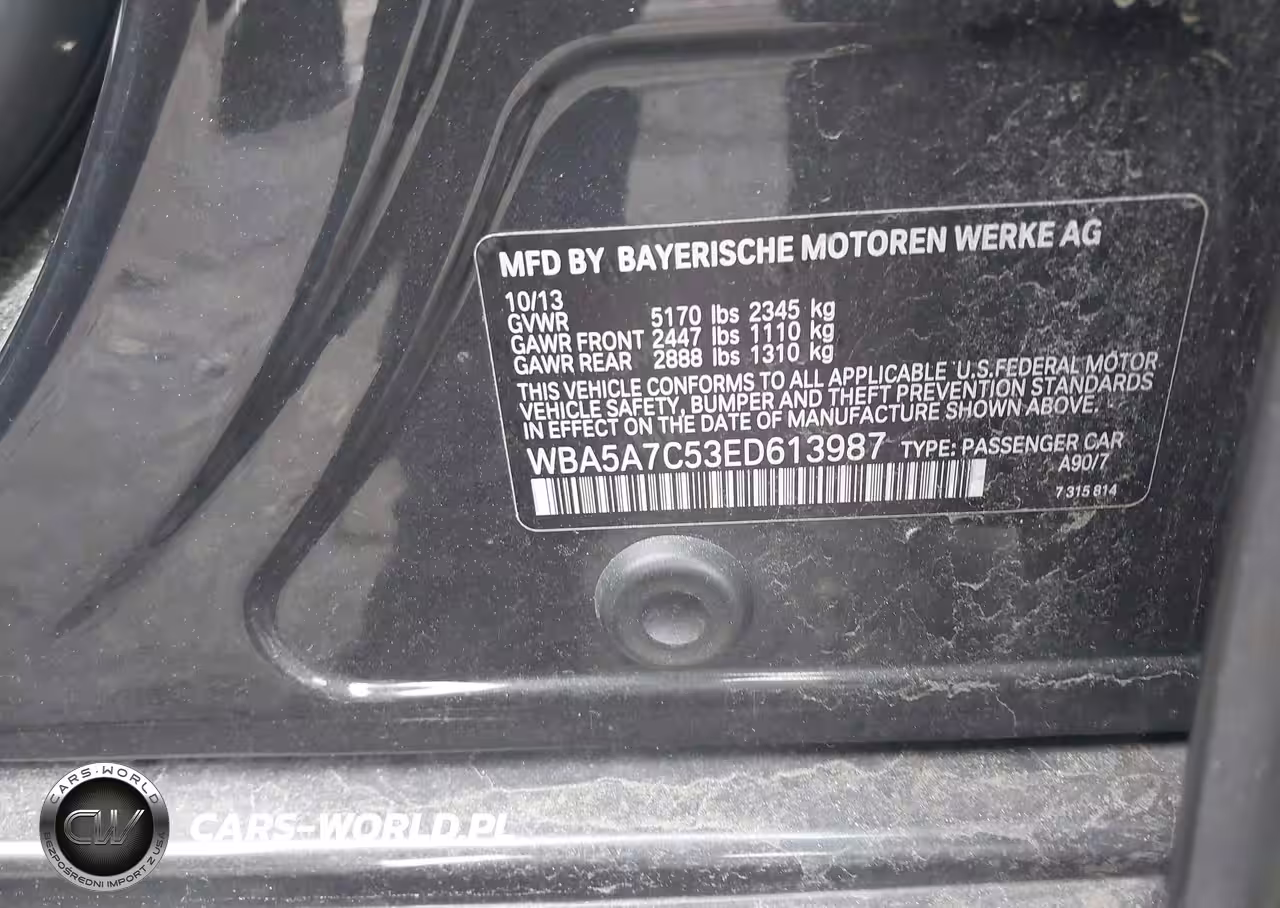 MFD BY BAYERISCHE MOTOREN WERKE AG
10/13
GVWR 5170 lbs 2345 kg
GAWR FRONT 2447 lbs 1110 kg
GAWR REAR 2888 lbs 1310 kg
THIS VEHICLE CONFORMS TO ALL APPLICABLE U.S. FEDERAL MOTOR
VEHICLE SAFETY, BUMPER AND THEFT PREVENTION STANDARDS
IN EFFECT ON THE DATE OF MANUFACTURE SHOWN ABOVE.
WBA5A7C53ED613987 TYPE: PASSENGER CAR
A90/7
7 315 814
CARS-WORLD
CW
BEZPOŚREDNI IMPORT Z USA
CARS-WORLD.PL